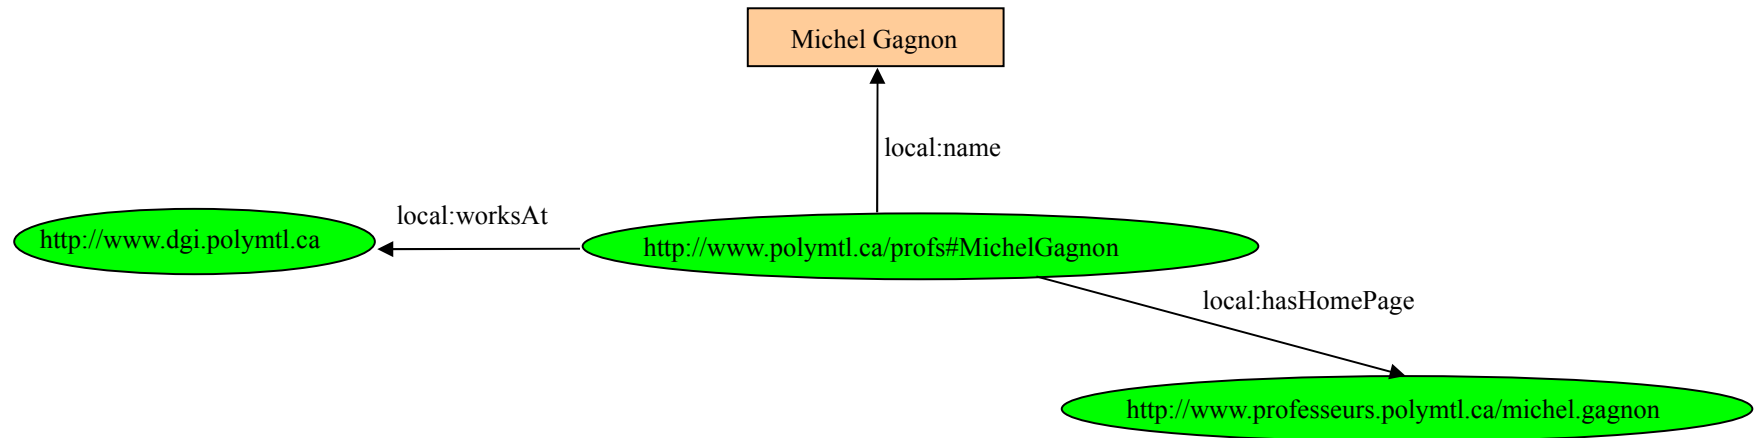 Michel Gagnon
local:name
local:worksAt
http://www.dgi.polymtl.ca
http://www.polymtl.ca/profs#MichelGagnon
local:hasHomePage
http://www.professeurs.polymtl.ca/michel.gagnon